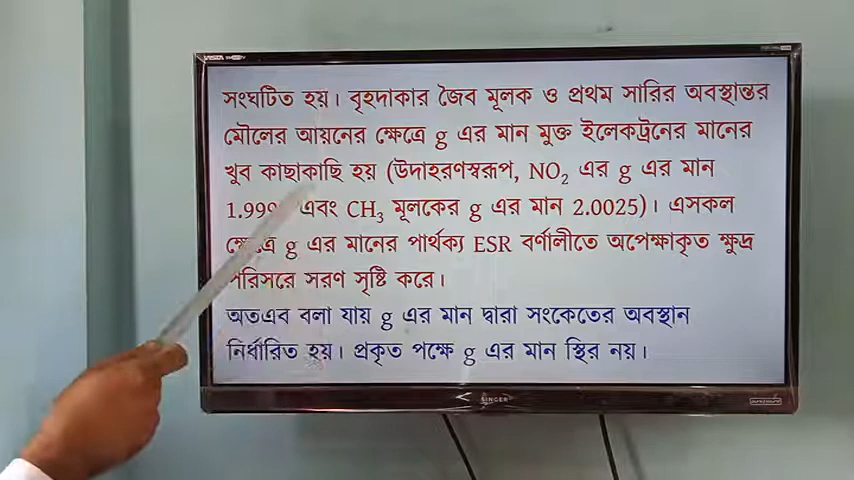 সংঘটিত হয়। বৃহদাকার জৈব মূলক ও প্রথম সারির অবস্থান্তর
মৌলের আয়নের ক্ষেত্রে g এর মান মুক্ত ইলেকট্রনের মানের
খুব কাছাকাছি হয় (উদাহরণস্বরূপ, NO₂ এর g এর মান
এবং CH₃ মূলকের g এর মান 2.0025)। এসকল
ক্ষেত্রে g এর মানের পার্থক্য ESR বর্ণালীতে অপেক্ষাকৃত ক্ষুদ্র
পরিসরে সরণ সৃষ্টি করে।
অতএব বলা যায় g এর মান দ্বারা সংকেতের অবস্থান
নির্ধারিত হয়। প্রকৃত পক্ষে g এর মান স্থির নয়।
SINGER